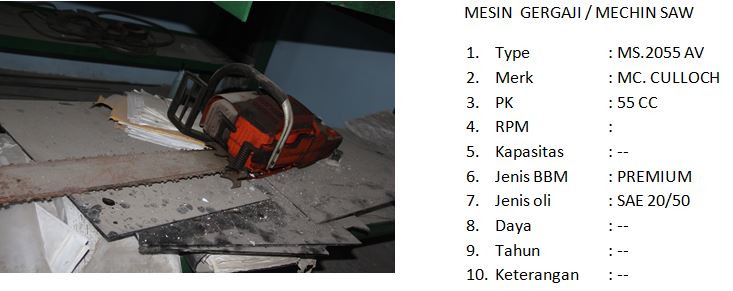 MESIN GERGAJI / MECHIN SAW
1. Type : MS.2055 AV
2. Merk : MC. CULLOCH
3. PK : 55 CC
4. RPM :
5. Kapasitas : --
6. Jenis BBM : PREMIUM
7. Jenis oli : SAE 20/50
8. Daya : --
9. Tahun : --
10. Keterangan : --